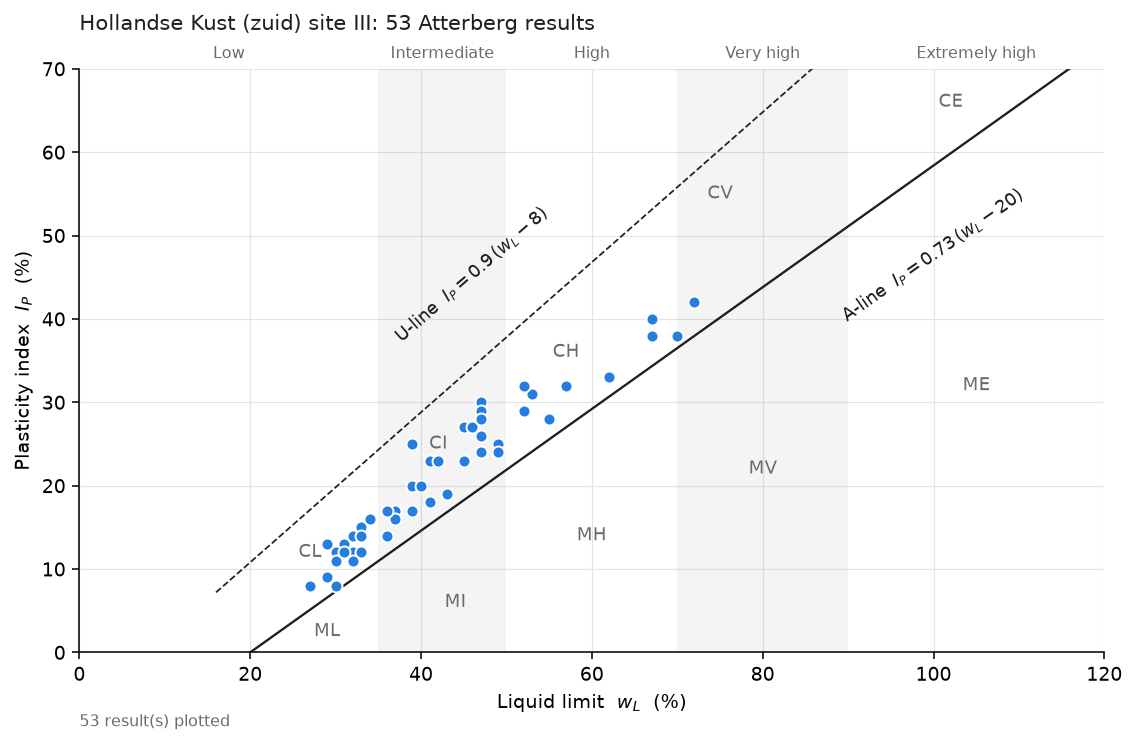 Hollandse Kust (zuid) site III: 53 Atterberg results
Low Intermediate High Very high Extremely high
70
60
50
40
30
20
10
0
Plasticity index I_P (%)
CE
CV
U-line I_P = 0.9 (w_L − 8)
A-line I_P = 0.73 (w_L − 20)
CH
ME
CI
MV
CL
MH
MI
ML
0 20 40 60 80 100 120
Liquid limit w_L (%)
53 result(s) plotted